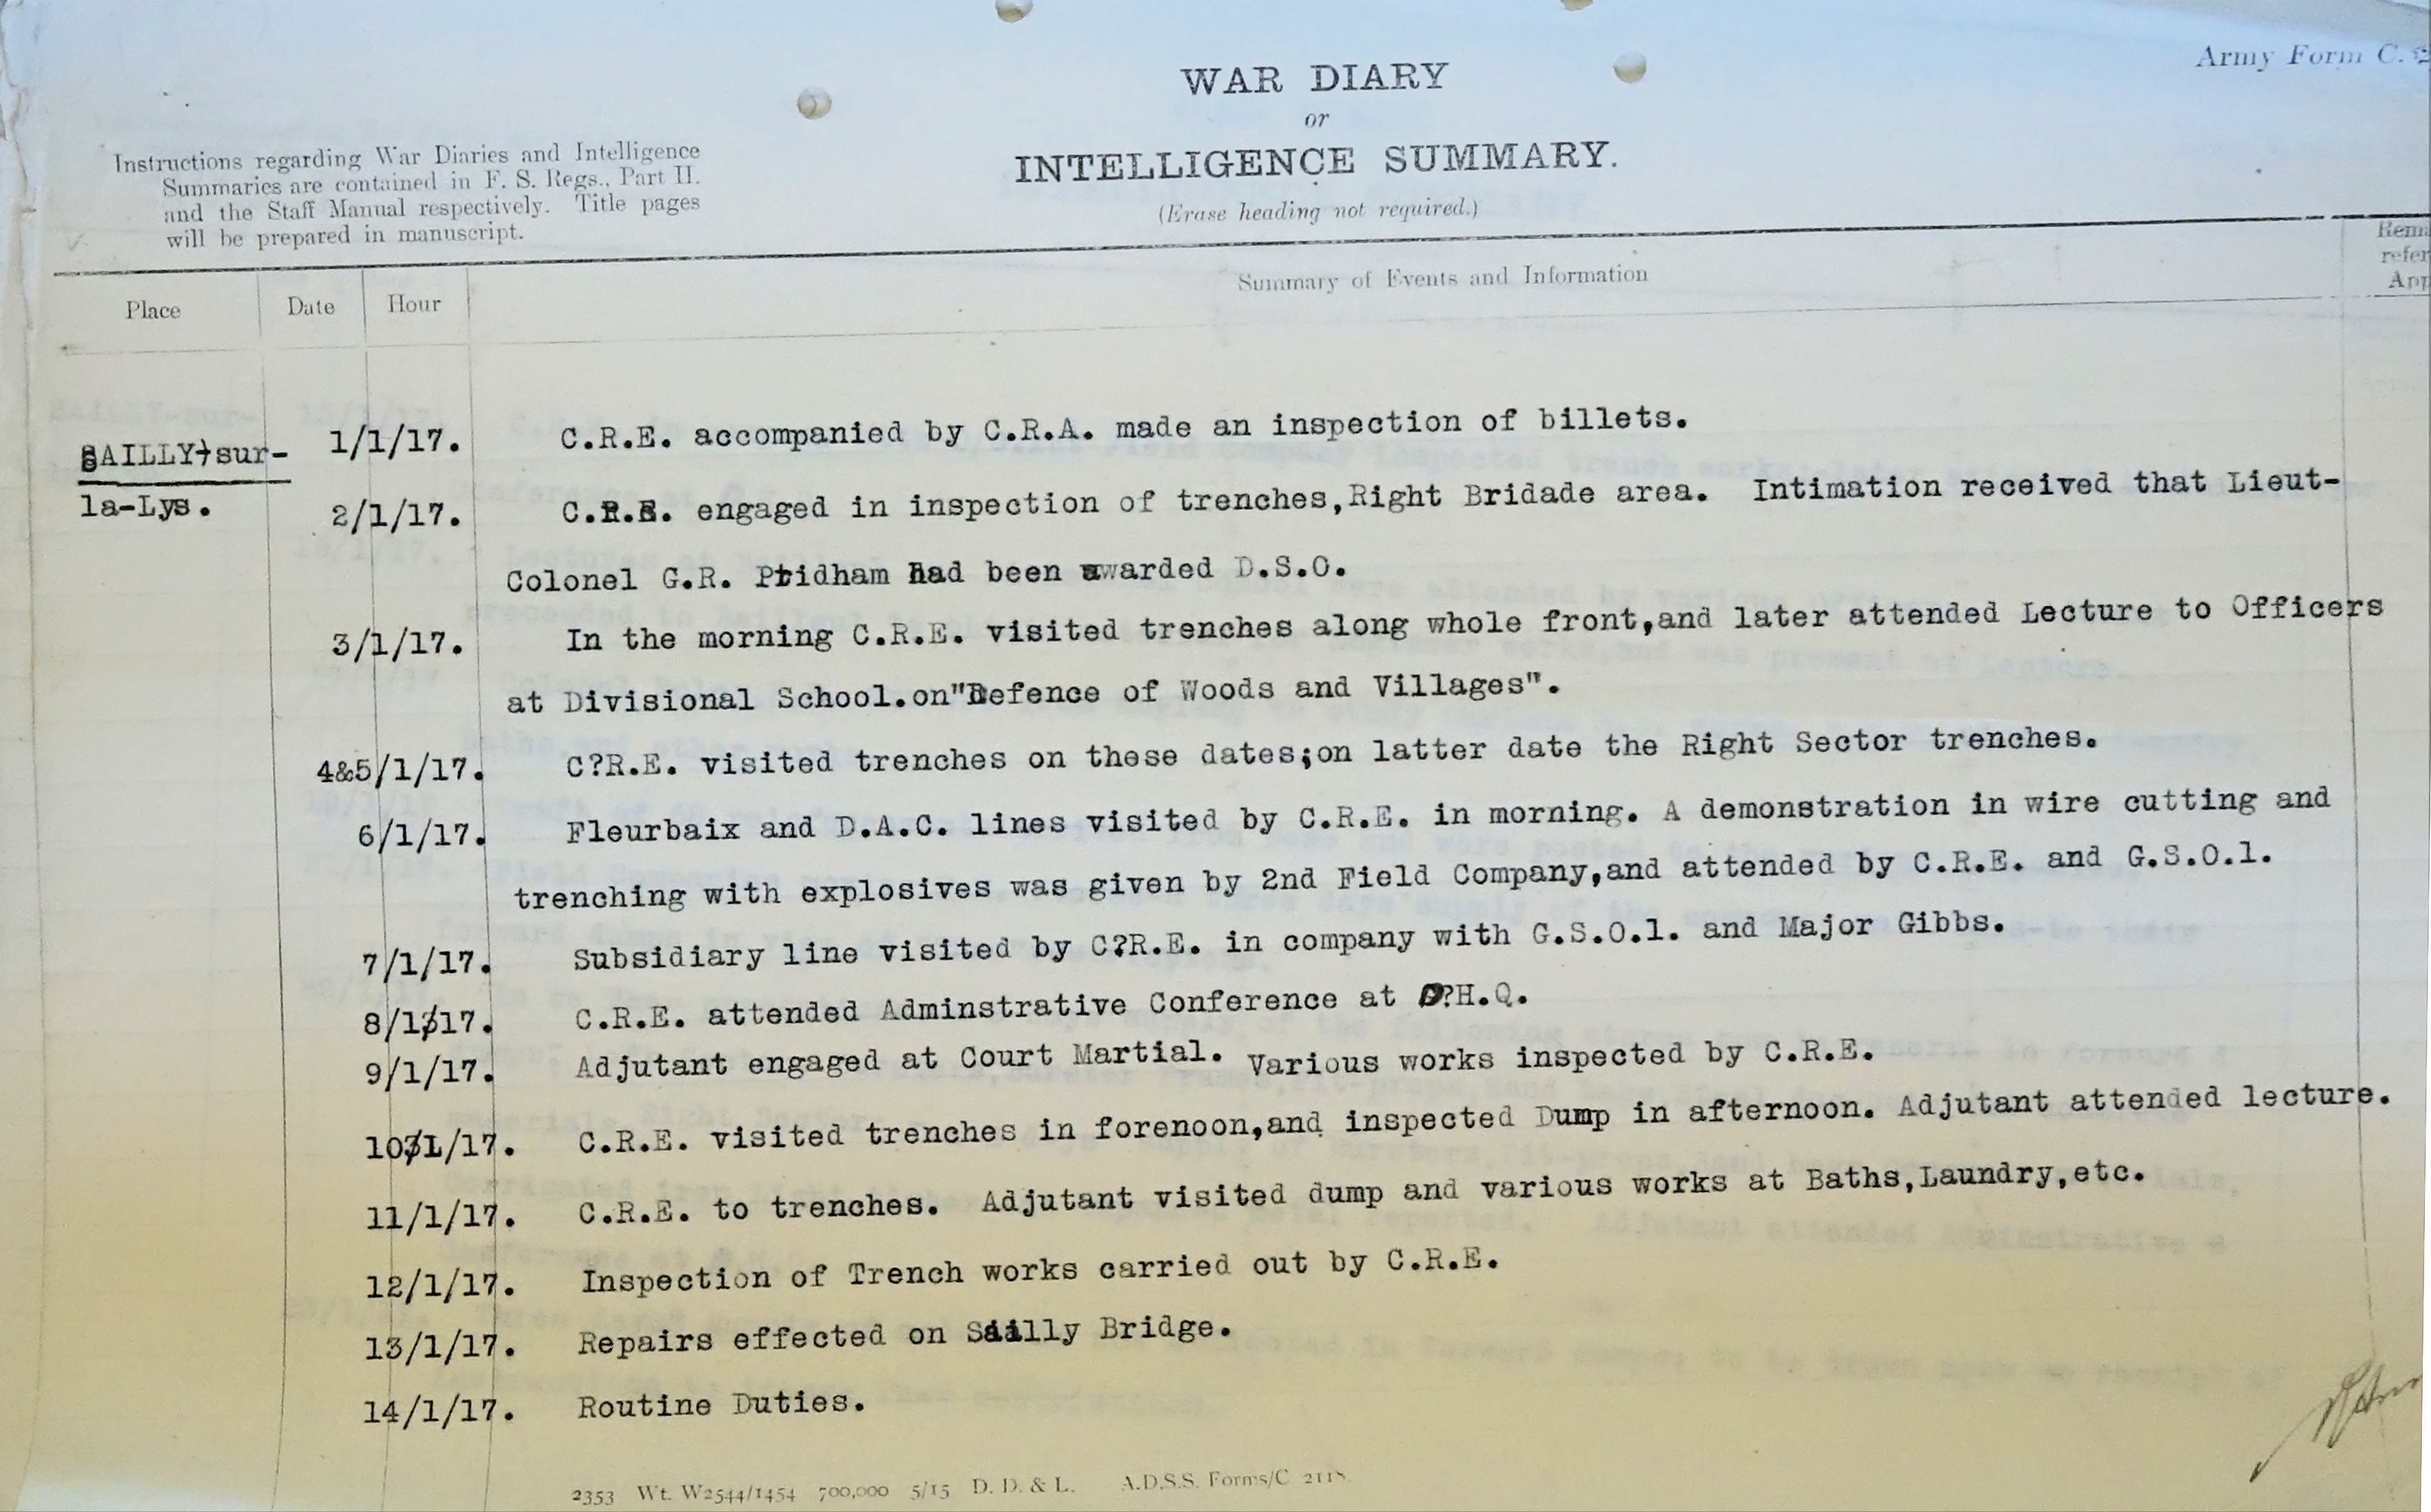 Army Form C.
WAR DIARY
or
INTELLIGENCE SUMMARY.
(Erase heading not required.)
Instructions regarding War Diaries and Intelligence
Summaries are contained in F. S. Regs., Part II.
and the Staff Manual respectively. Title pages
will be prepared in manuscript.
Place Date Hour Summary of Events and Information
SAILLY-sur- 1/1/17. C.R.E. accompanied by C.R.A. made an inspection of billets.
la-Lys. 2/1/17. C.R.E. engaged in inspection of trenches,Right Bridade area. Intimation received that Lieut-
Colonel G.R. Pridham had been awarded D.S.O.
3/1/17. In the morning C.R.E. visited trenches along whole front,and later attended Lecture to Officers
at Divisional School.on"Defence of Woods and Villages".
4&5/1/17. C?R.E. visited trenches on these dates;on latter date the Right Sector trenches.
6/1/17. Fleurbaix and D.A.C. lines visited by C.R.E. in morning. A demonstration in wire cutting and
trenching with explosives was given by 2nd Field Company,and attended by C.R.E. and G.S.O.1.
7/1/17. Subsidiary line visited by C?R.E. in company with G.S.O.1. and Major Gibbs.
8/1/17. C.R.E. attended Adminstrative Conference at D?H.Q.
9/1/17. Adjutant engaged at Court Martial. Various works inspected by C.R.E.
10/1/17. C.R.E. visited trenches in forenoon,and inspected Dump in afternoon. Adjutant attended lecture.
11/1/17. C.R.E. to trenches. Adjutant visited dump and various works at Baths,Laundry,etc.
12/1/17. Inspection of Trench works carried out by C.R.E.
13/1/17. Repairs effected on Sailly Bridge.
14/1/17. Routine Duties.
2353 Wt. W2544/1454 700,000 5/15 D. D. & L. A.D.S.S. Forms/C 2118